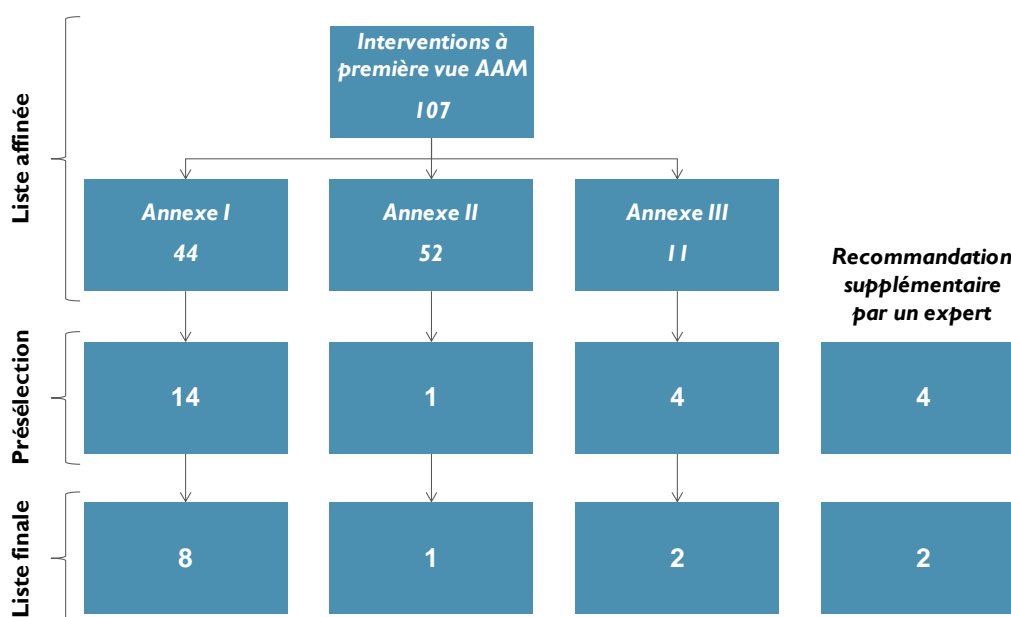 Liste affinée
Interventions à
première vue AAM
107
Annexe I
44
Annexe II
52
Annexe III
11
Recommandation
supplémentaire
par un expert
Présélection
14
1
4
4
Liste finale
8
1
2
2